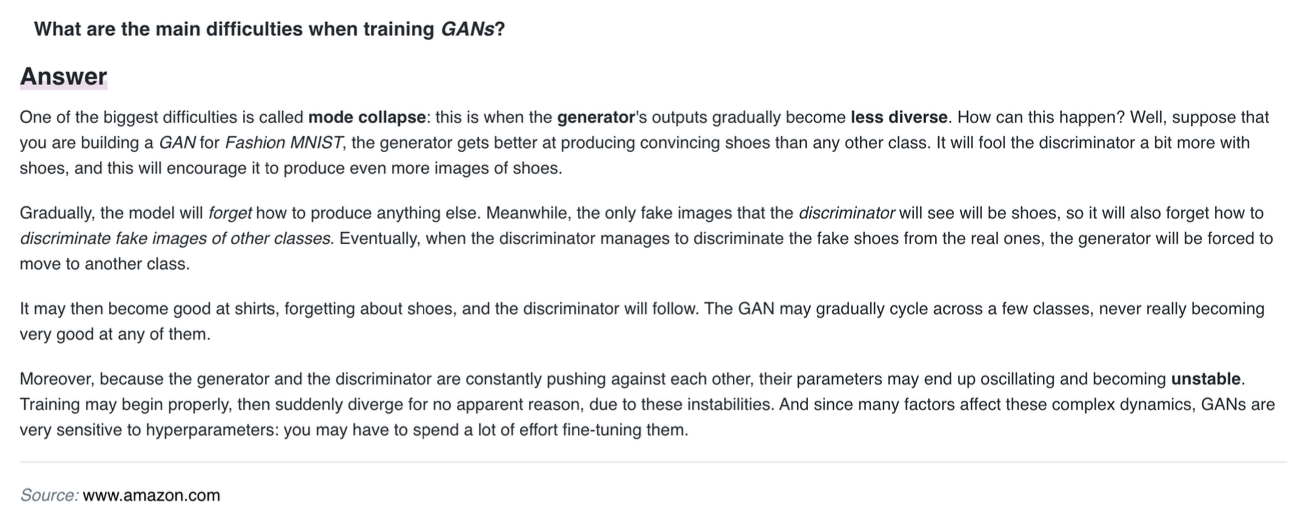 What are the main difficulties when training GANs?
Answer
One of the biggest difficulties is called mode collapse: this is when the generator's outputs gradually become less diverse. How can this happen? Well, suppose that
you are building a GAN for Fashion MNIST, the generator gets better at producing convincing shoes than any other class. It will fool the discriminator a bit more with
shoes, and this will encourage it to produce even more images of shoes.
Gradually, the model will forget how to produce anything else. Meanwhile, the only fake images that the discriminator will see will be shoes, so it will also forget how to
discriminate fake images of other classes. Eventually, when the discriminator manages to discriminate the fake shoes from the real ones, the generator will be forced to
move to another class.
It may then become good at shirts, forgetting about shoes, and the discriminator will follow. The GAN may gradually cycle across a few classes, never really becoming
very good at any of them.
Moreover, because the generator and the discriminator are constantly pushing against each other, their parameters may end up oscillating and becoming unstable.
Training may begin properly, then suddenly diverge for no apparent reason, due to these instabilities. And since many factors affect these complex dynamics, GANs are
very sensitive to hyperparameters: you may have to spend a lot of effort fine-tuning them.
Source: www.amazon.com